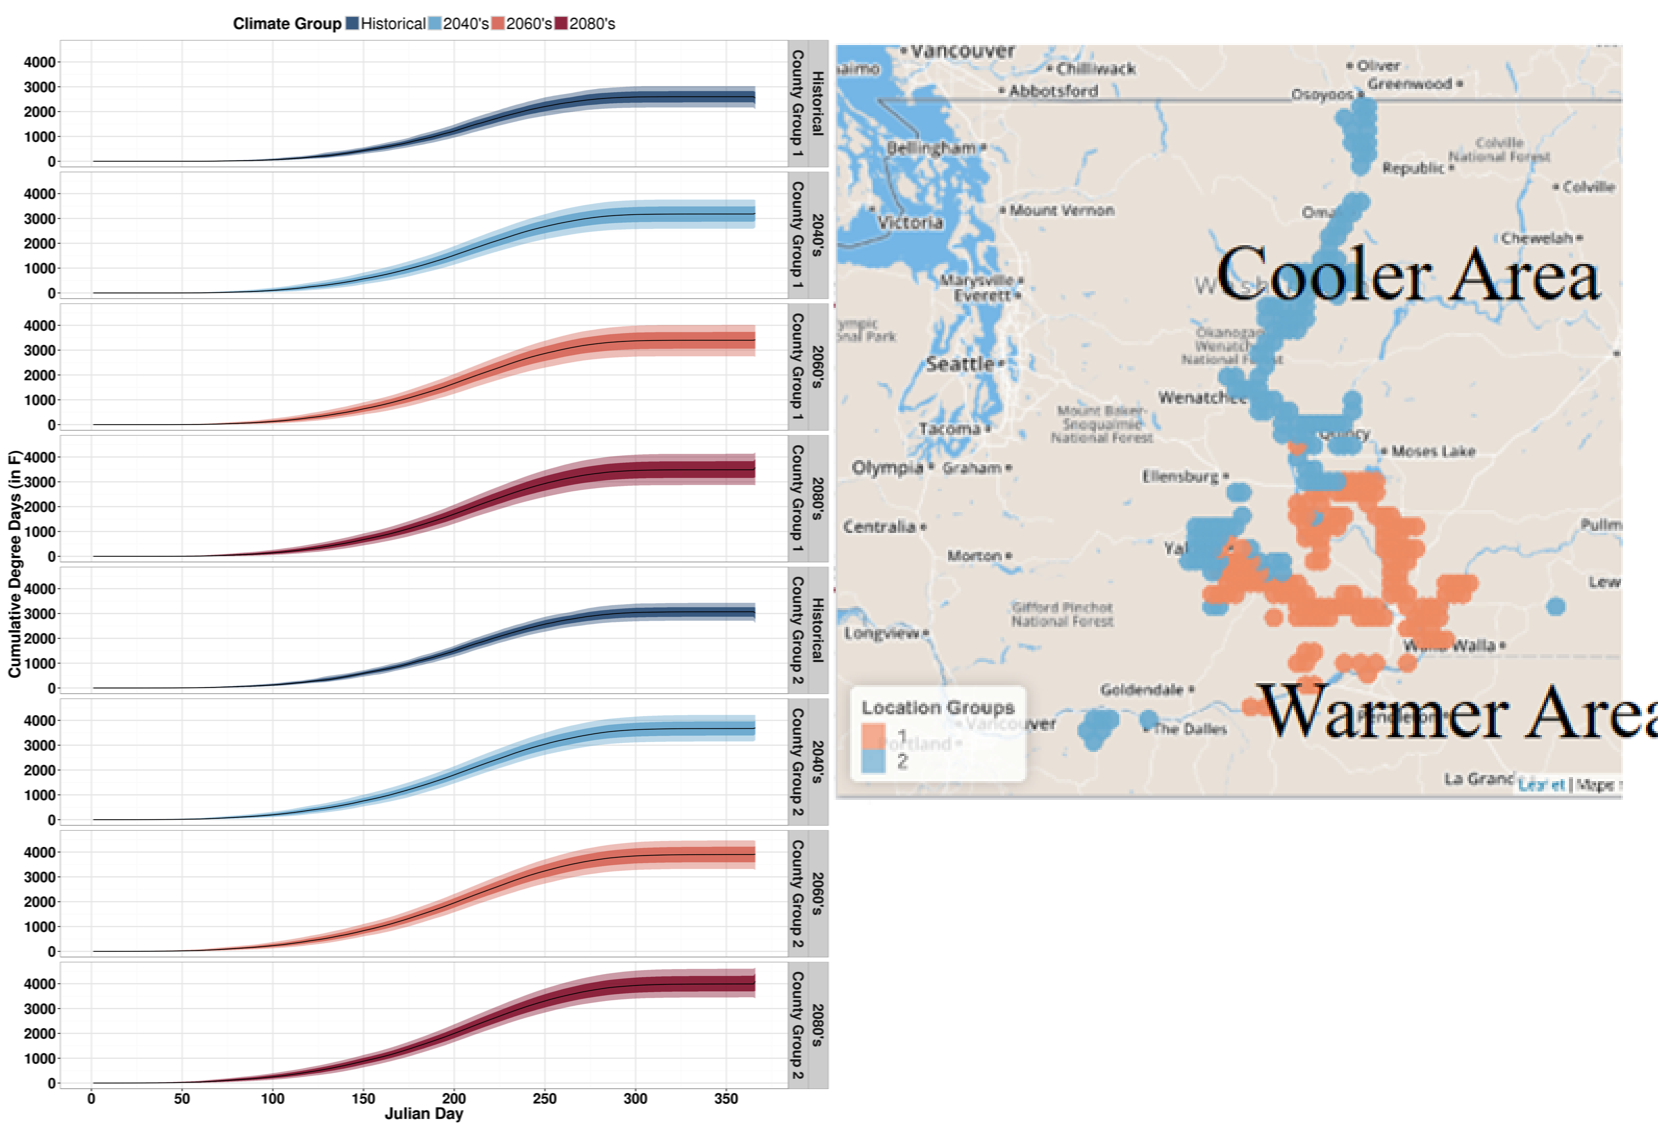 Climate Group Historical 2040's 2060's 2080's
Cumulative Degree Days (in F)
4000
3000
2000
1000
0
Historical
County Group 1
4000
3000
2000
1000
0
2040's
County Group 1
4000
3000
2000
1000
0
2060's
County Group 1
4000
3000
2000
1000
0
2080's
County Group 1
4000
3000
2000
1000
0
Historical
County Group 2
4000
3000
2000
1000
0
2040's
County Group 2
4000
3000
2000
1000
0
2060's
County Group 2
4000
3000
2000
1000
0
2080's
County Group 2
0 50 100 150 200 250 300 350
Julian Day
Vancouver
aimo
Chilliwack
Oliver
Abbotsford
Greenwood
Osoyoos
Bellingham
Colville
National Forest
Republic
Colville
Victoria
Mount Vernon
Oma
Chewelah
Cooler Area
Marysville
Everett
ympic
nal Park
Okanogan
Wenatch
National Forest
Seattle
Wenatchee
Mount Baker-
Snoqualmie
National Forest
Tacoma
Quincy
Moses Lake
Olympia Graham
Ellensburg
Centralia
Pullm
Morton
Yal
Lew
Gifford Pinchot
National Forest
Longview
Walla Walla
Goldendale
Warmer Area
Location Groups
1
2
Vancouver
Portland
The Dalles
Pendleton
La Grand
Leaflet | Maps